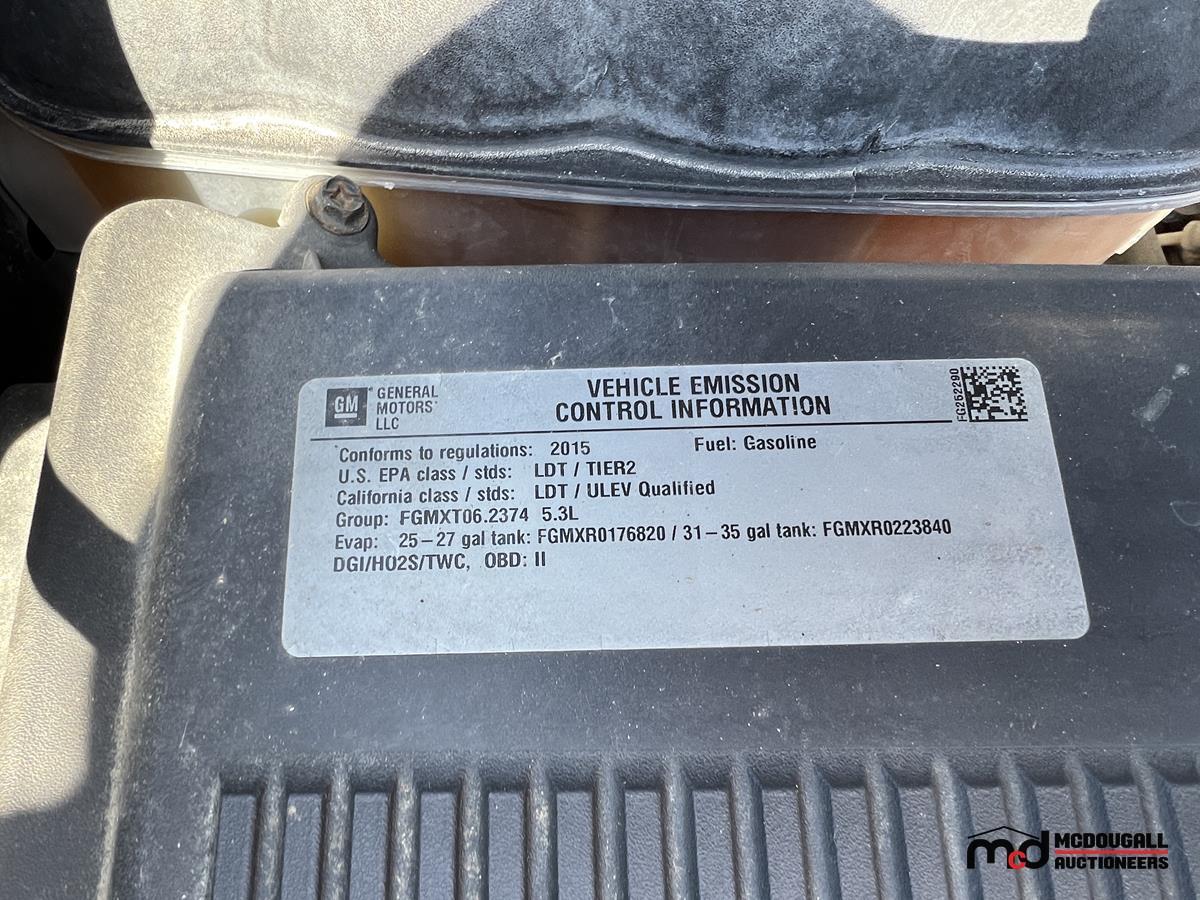 GM
GENERAL
MOTORS
LLC
VEHICLE EMISSION
CONTROL INFORMATION
FG252290
Conforms to regulations: 2015 Fuel: Gasoline
U.S. EPA class / stds: LDT / TIER2
California class / stds: LDT / ULEV Qualified
Group: FGMXT06.2374 5.3L
Evap: 25–27 gal tank: FGMXR0176820 / 31–35 gal tank: FGMXR0223840
DGI/HO2S/TWC, OBD: II
mcd
MCDOUGALL
AUCTIONEERS